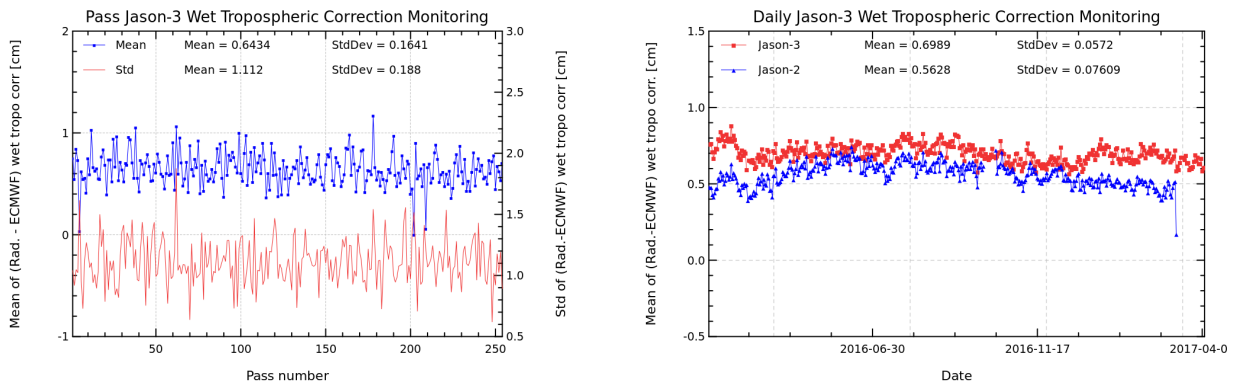 Pass Jason-3 Wet Tropospheric Correction Monitoring
Mean of (Rad. - ECMWF) wet tropo corr [cm]
2
1
0
-1
Mean Mean = 0.6434 StdDev = 0.1641
Std Mean = 1.112 StdDev = 0.188
3.0
2.5
2.0
1.5
1.0
0.5
Std of (Rad.-ECMWF) wet tropo corr [cm]
50 100 150 200 250
Pass number
Daily Jason-3 Wet Tropospheric Correction Monitoring
Mean of (Rad.-ECMWF) wet tropo corr. [cm]
1.5
1.0
0.5
0.0
-0.5
Jason-3 Mean = 0.6989 StdDev = 0.0572
Jason-2 Mean = 0.5628 StdDev = 0.07609
2016-06-30 2016-11-17 2017-04-0
Date